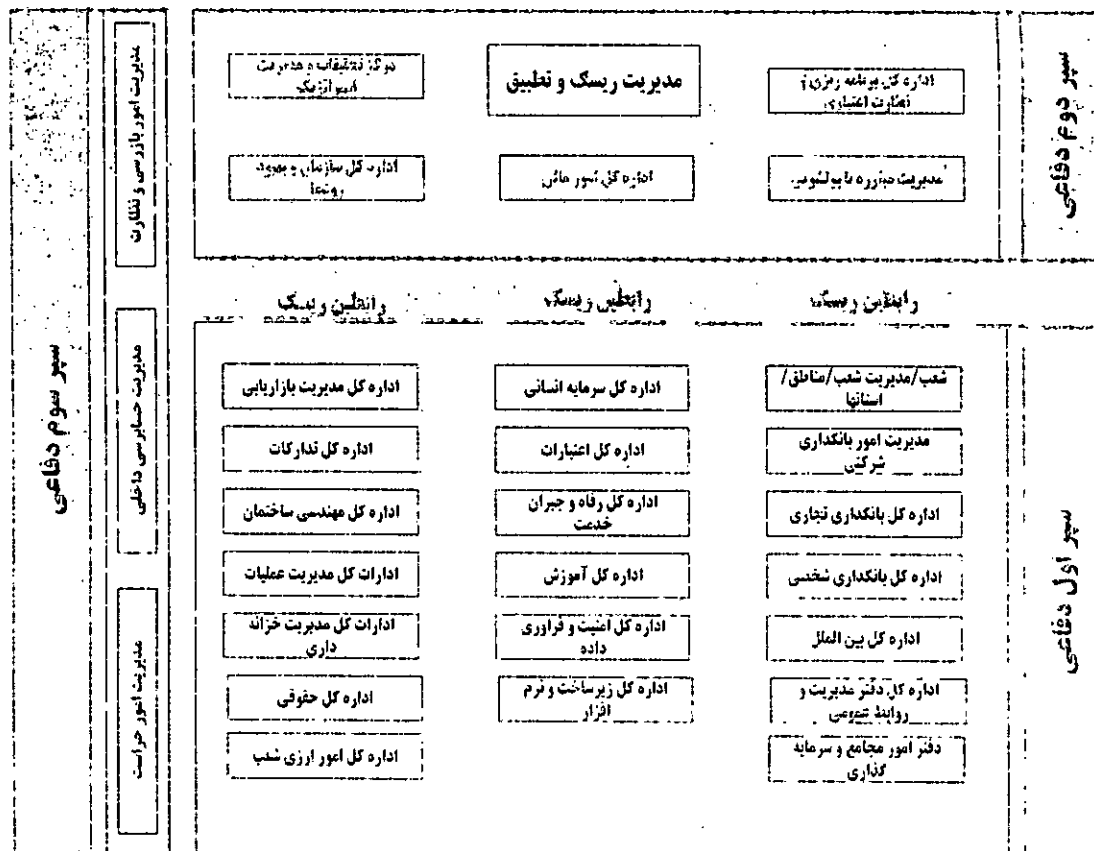 سپر دوم دفاعی
اداره کل برنامه ریزی و
نظارت اعتباری
مدیریت ریسک و تطبیق
مرکز تحقیقات و مدیریت
استراتژیک
مدیریت مبارزه با پولشویی
اداره کل امور مالی
اداره کل سازمان و بهبود
روشها
رابطین ریسک
رابطین ریسک
رابطین ریسک
سپر اول دفاعی
شعب/مدیریت شعب/مناطق/
استانها
مدیریت امور بانکداری
شرکتی
اداره کل بانکداری تجاری
اداره کل بانکداری شخصی
اداره کل بین الملل
اداره کل دفتر مدیریت و
روابط عمومی
دفتر امور مجامع و سرمایه
گذاری
اداره کل سرمایه انسانی
اداره کل اعتبارات
اداره کل رفاه و جبران
خدمت
اداره کل آموزش
اداره کل امنیت و فراوری
داده
اداره کل زیرساخت و نرم
افزار
اداره کل مدیریت بازاریابی
اداره کل تدارکات
اداره کل مهندسی ساختمان
ادارات کل مدیریت عملیات
ادارات کل مدیریت خزانه
داری
اداره کل حقوقی
اداره کل امور ارزی شعب
مدیریت امور بازرسی و نظارت
مدیریت حسابرسی داخلی
مدیریت امور حراست
سپر سوم دفاعی